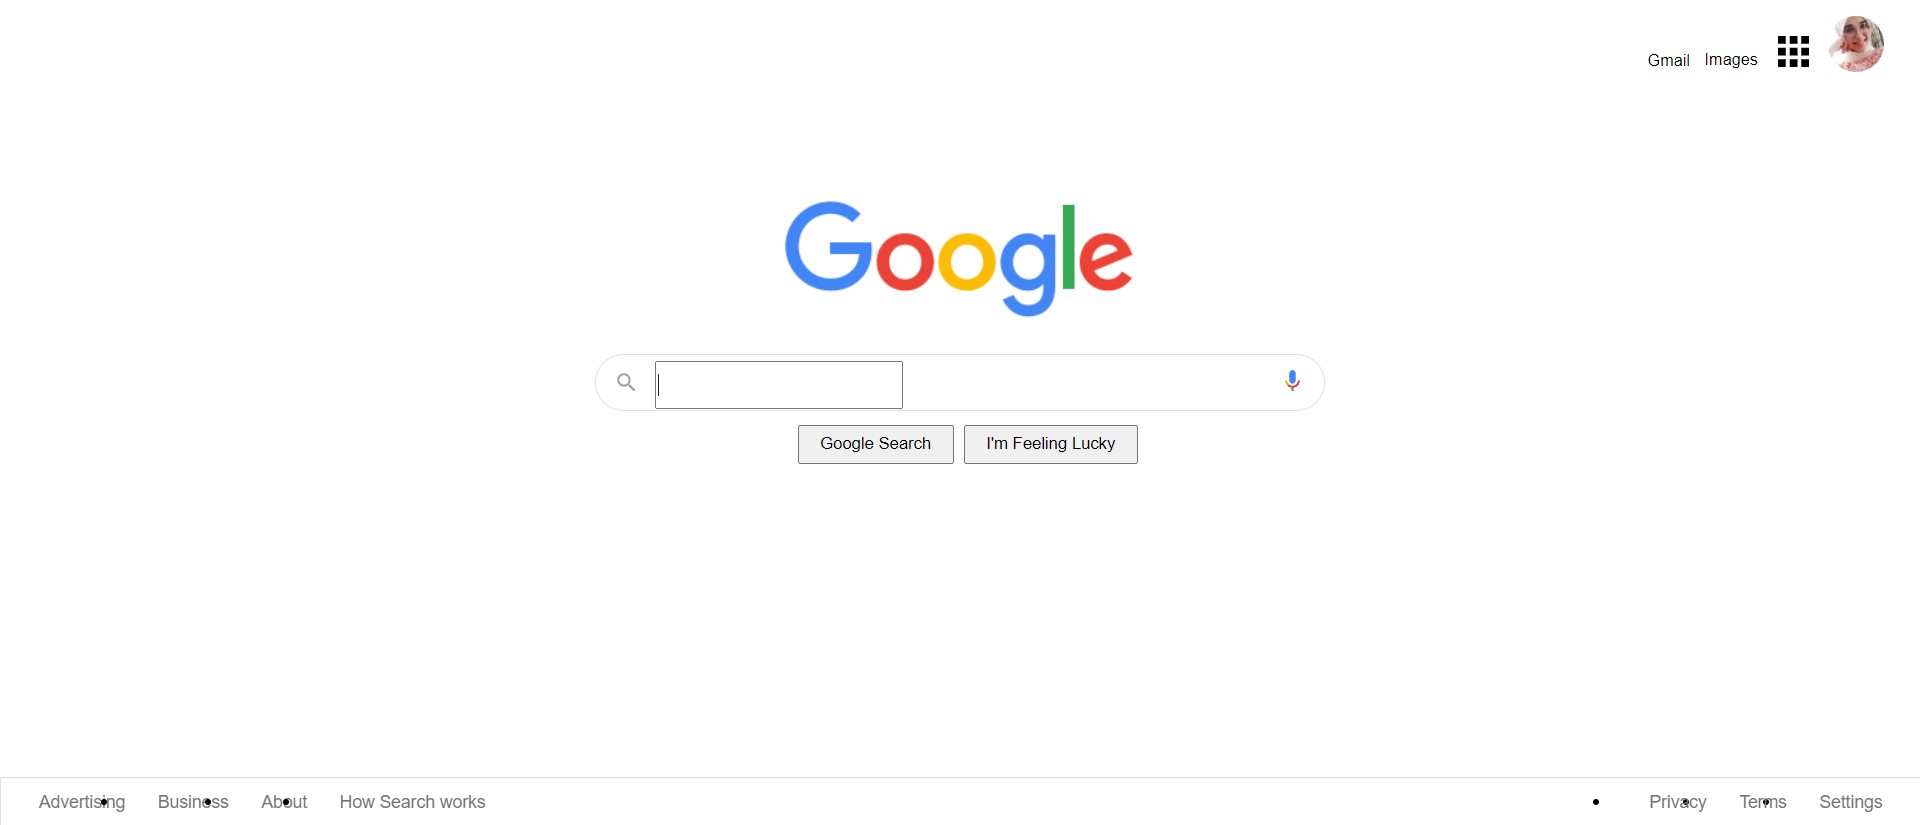 Gmail Images
Google
Google Search I'm Feeling Lucky
Advertising Business About How Search works Privacy Terms Settings